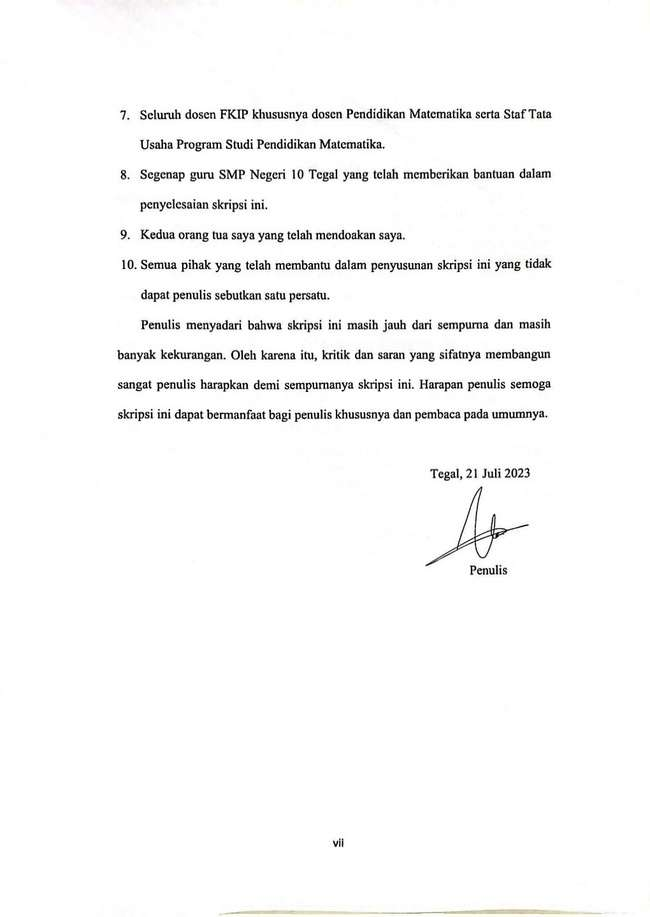 7. Seluruh dosen FKIP khususnya dosen Pendidikan Matematika serta Staf Tata
Usaha Program Studi Pendidikan Matematika.
8. Segenap guru SMP Negeri 10 Tegal yang telah memberikan bantuan dalam
penyelesaian skripsi ini.
9. Kedua orang tua saya yang telah mendoakan saya.
10. Semua pihak yang telah membantu dalam penyusunan skripsi ini yang tidak
dapat penulis sebutkan satu persatu.
Penulis menyadari bahwa skripsi ini masih jauh dari sempurna dan masih
banyak kekurangan. Oleh karena itu, kritik dan saran yang sifatnya membangun
sangat penulis harapkan demi sempurnanya skripsi ini. Harapan penulis semoga
skripsi ini dapat bermanfaat bagi penulis khususnya dan pembaca pada umumnya.
Tegal, 21 Juli 2023
Penulis
vii